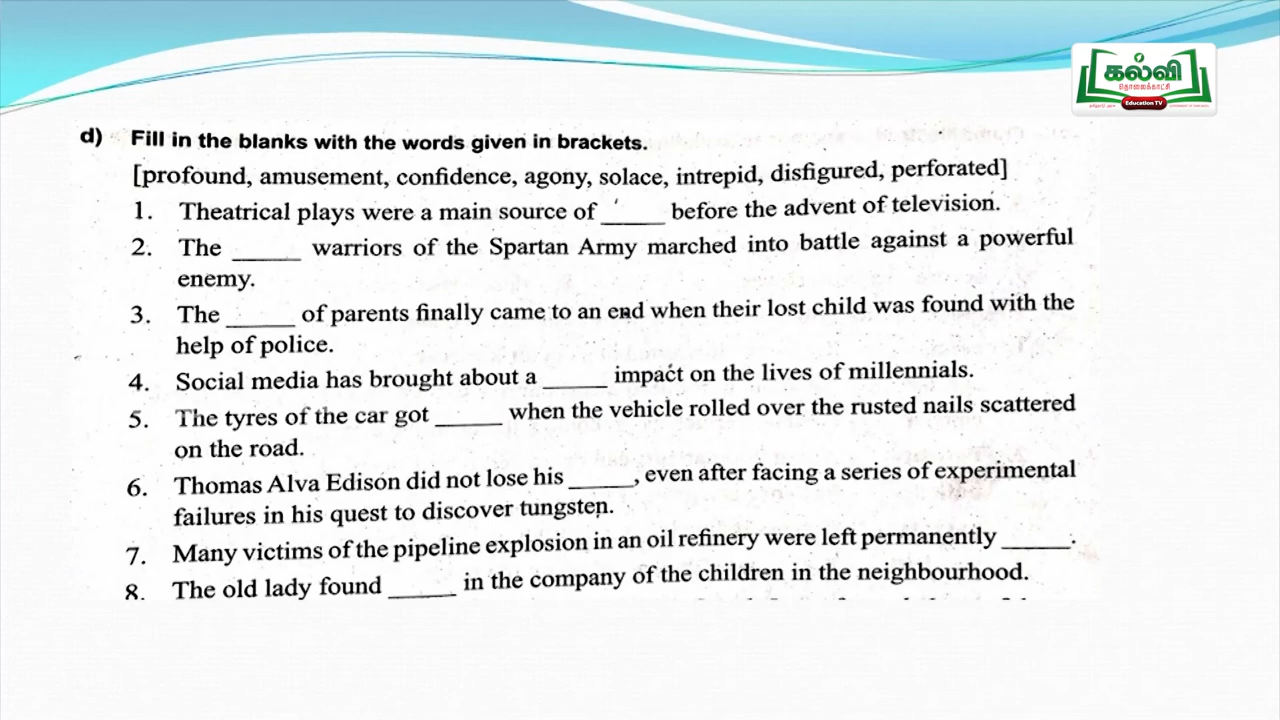 கல்வி
தொலைக்காட்சி
Education TV
d) Fill in the blanks with the words given in brackets.
[profound, amusement, confidence, agony, solace, intrepid, disfigured, perforated]
1. Theatrical plays were a main source of _____ before the advent of television.
2. The _____ warriors of the Spartan Army marched into battle against a powerful
enemy.
3. The _____ of parents finally came to an end when their lost child was found with the
help of police.
4. Social media has brought about a _____ impact on the lives of millennials.
5. The tyres of the car got _____ when the vehicle rolled over the rusted nails scattered
on the road.
6. Thomas Alva Edison did not lose his _____, even after facing a series of experimental
failures in his quest to discover tungsten.
7. Many victims of the pipeline explosion in an oil refinery were left permanently _____.
8. The old lady found _____ in the company of the children in the neighbourhood.